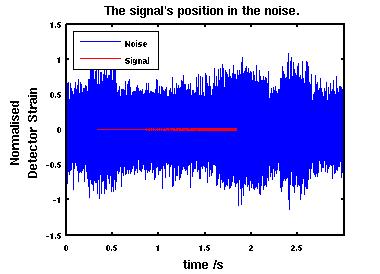 The signal's position in the noise.
1.5
Noise
Signal
1
0.5
0
-0.5
-1
-1.5
Normalised
Detector Strain
0 0.5 1 1.5 2 2.5
time /s